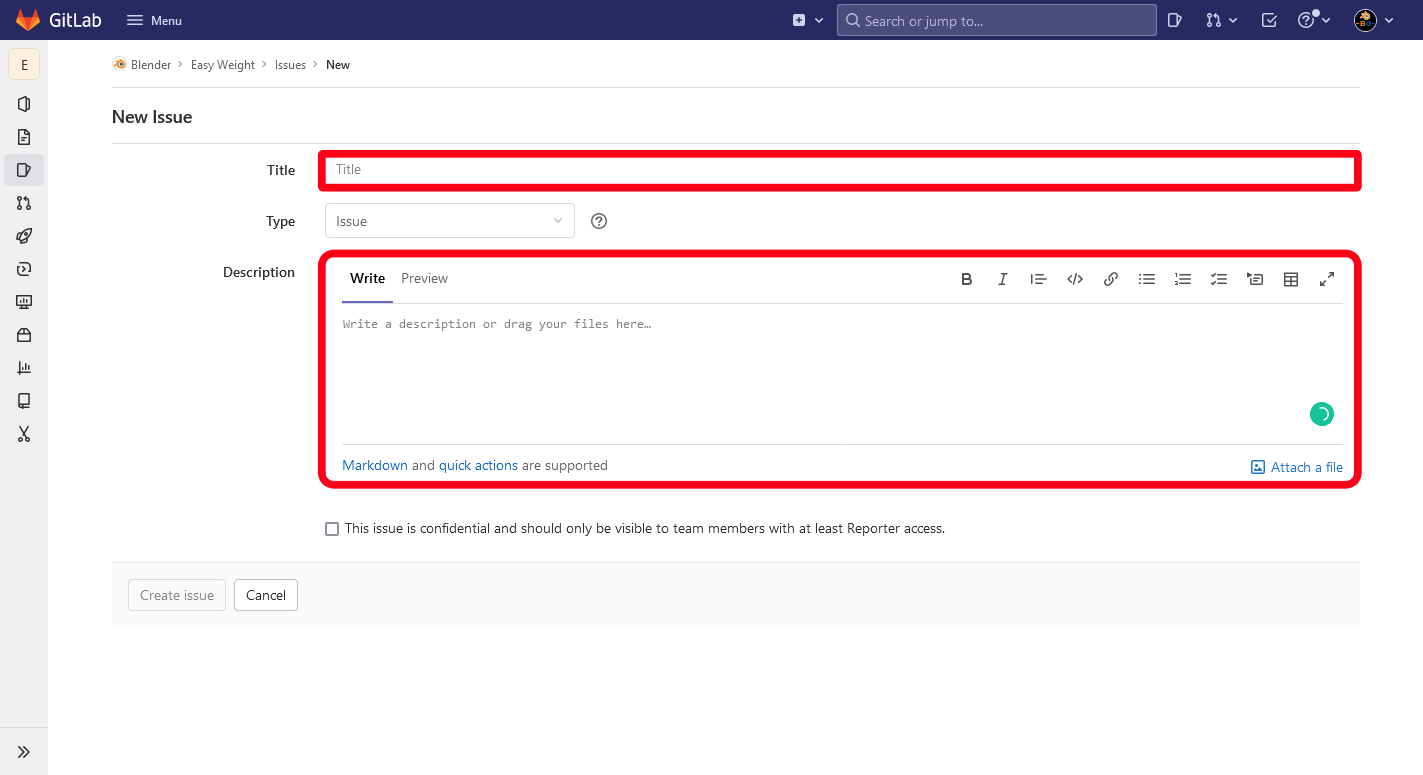 GitLab Menu Search or jump to...
E
Blender > Easy Weight > Issues > New
New Issue
Title Title
Type Issue
Description Write Preview
Write a description or drag your files here…
Markdown and quick actions are supported Attach a file
This issue is confidential and should only be visible to team members with at least Reporter access.
Create issue Cancel